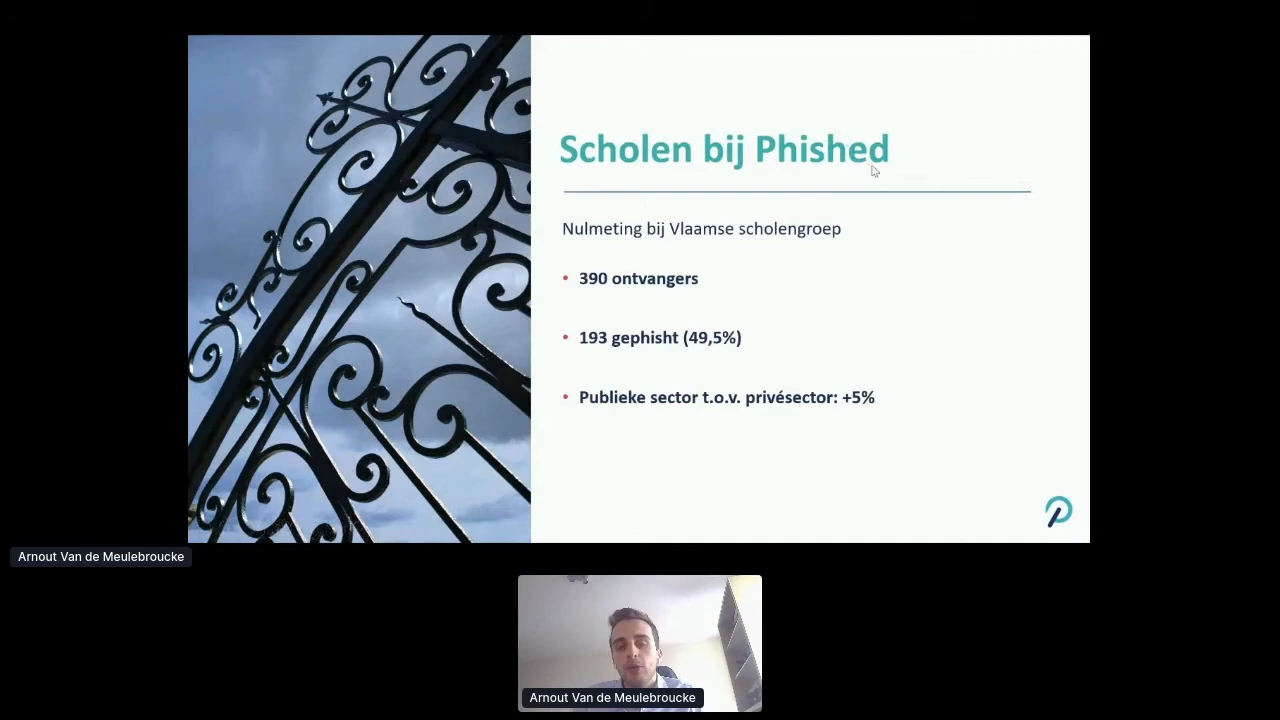 Scholen bij Phished
Nulmeting bij Vlaamse scholengroep
• 390 ontvangers
• 193 gephisht (49,5%)
• Publieke sector t.o.v. privésector: +5%
Arnout Van de Meulebroucke
Arnout Van de Meulebroucke